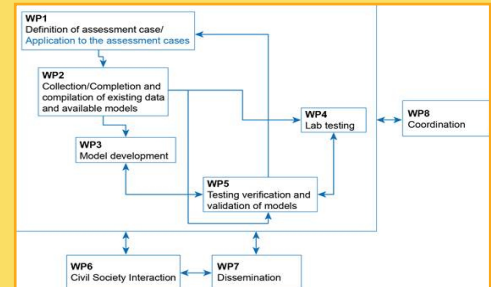 WP1
Definition of assessment case/
Application to the assessment cases
WP2
Collection/Completion and
compilation of existing data
and available models
WP3
Model development
WP4
Lab testing
WP8
Coordination
WP5
Testing verification and
validation of models
WP6
Civil Society Interaction
WP7
Dissemination